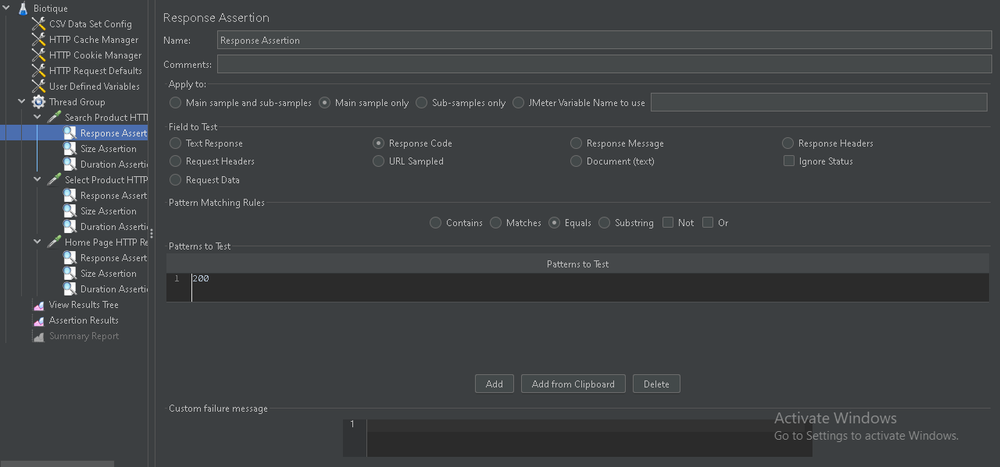 Biotique
CSV Data Set Config
HTTP Cache Manager
HTTP Cookie Manager
HTTP Request Defaults
User Defined Variables
Thread Group
Search Product HTT
Response Assert
Size Assertion
Duration Asserti
Select Product HTTP
Response Assert
Size Assertion
Duration Asserti
Home Page HTTP Re
Response Assert
Size Assertion
Duration Asserti
View Results Tree
Assertion Results
Summary Report
Response Assertion
Name: Response Assertion
Comments:
Apply to:
Main sample and sub-samples Main sample only Sub-samples only JMeter Variable Name to use
Field to Test
Text Response Response Code Response Message Response Headers
Request Headers URL Sampled Document (text) Ignore Status
Request Data
Pattern Matching Rules
Contains Matches Equals Substring Not Or
Patterns to Test
Patterns to Test
1 200
Add Add from Clipboard Delete
Custom failure message
1
Activate Windows
Go to Settings to activate Windows.